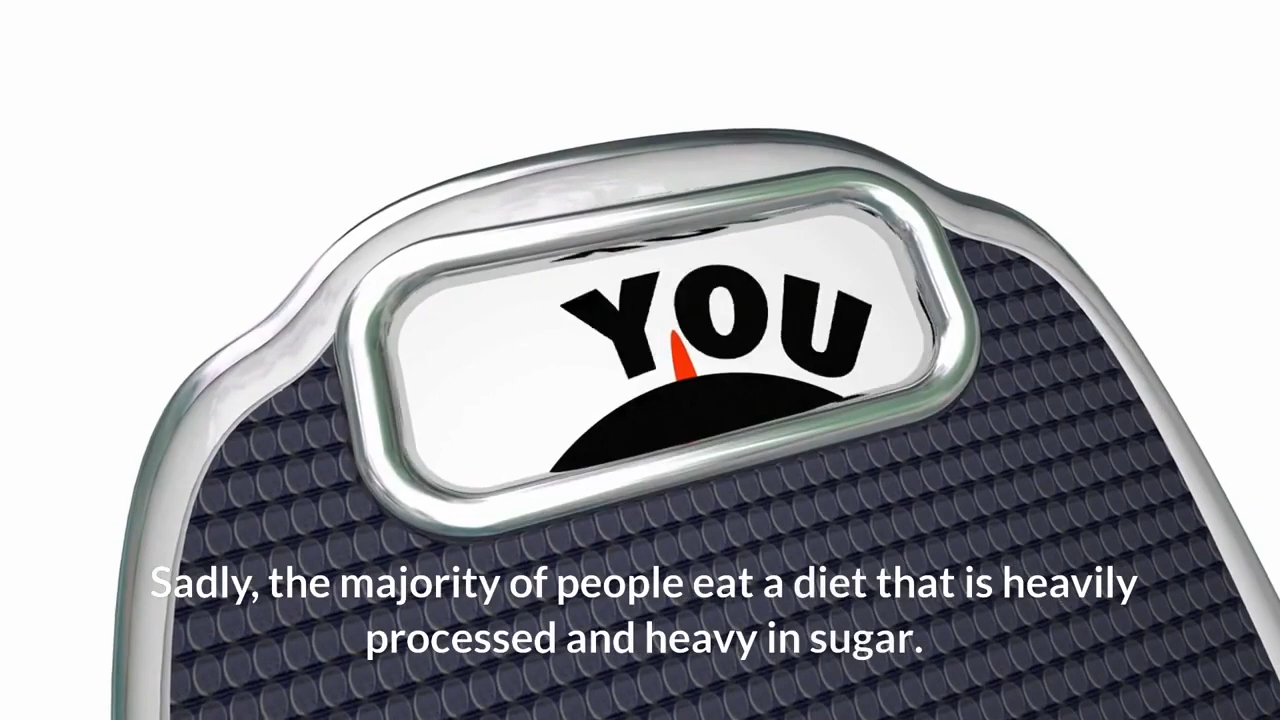 YOU
Sadly, the majority of people eat a diet that is heavily
processed and heavy in sugar.